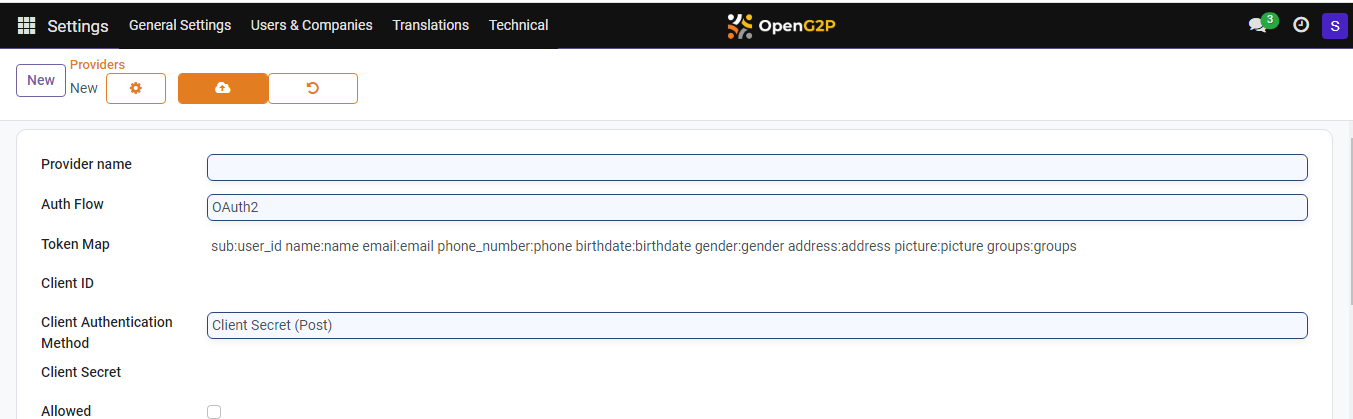 Settings General Settings Users & Companies Translations Technical OpenG2P 3 S
New Providers
New
Provider name
Auth Flow OAuth2
Token Map sub:user_id name:name email:email phone_number:phone birthdate:birthdate gender:gender address:address picture:picture groups:groups
Client ID
Client Authentication Client Secret (Post)
Method
Client Secret
Allowed